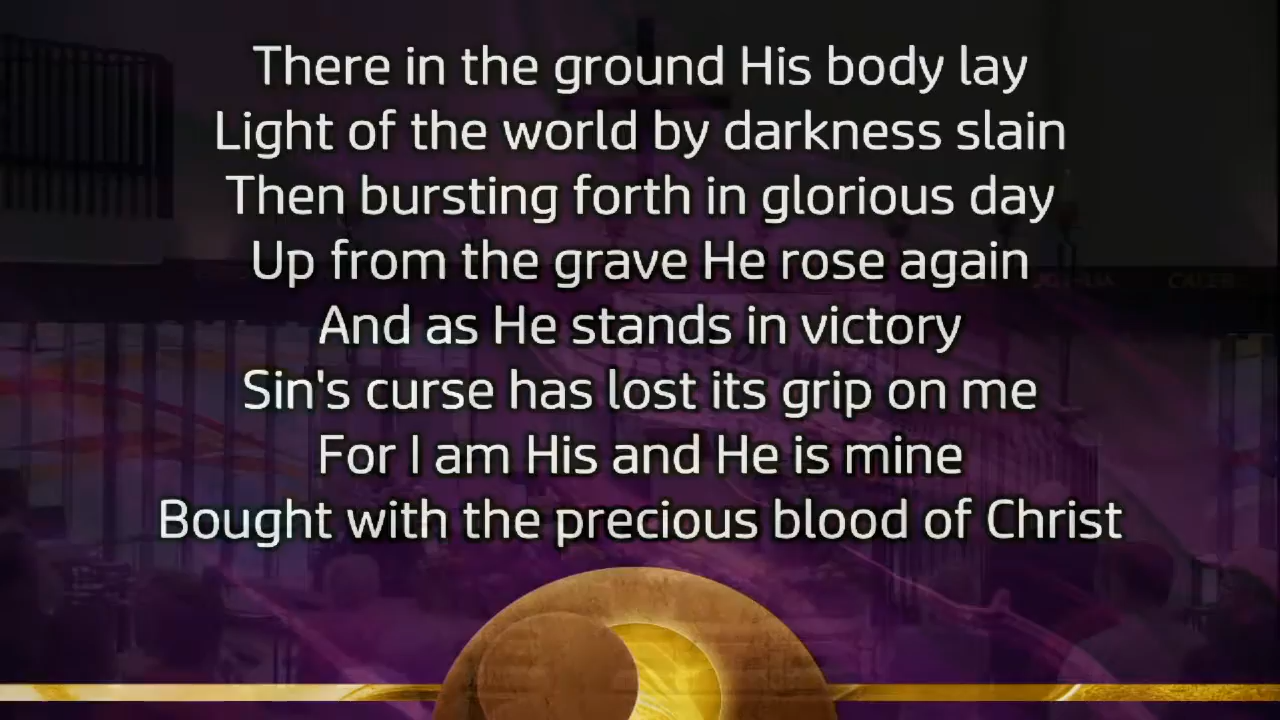 There in the ground His body lay
Light of the world by darkness slain
Then bursting forth in glorious day
Up from the grave He rose again
And as He stands in victory
Sin's curse has lost its grip on me
For I am His and He is mine
Bought with the precious blood of Christ